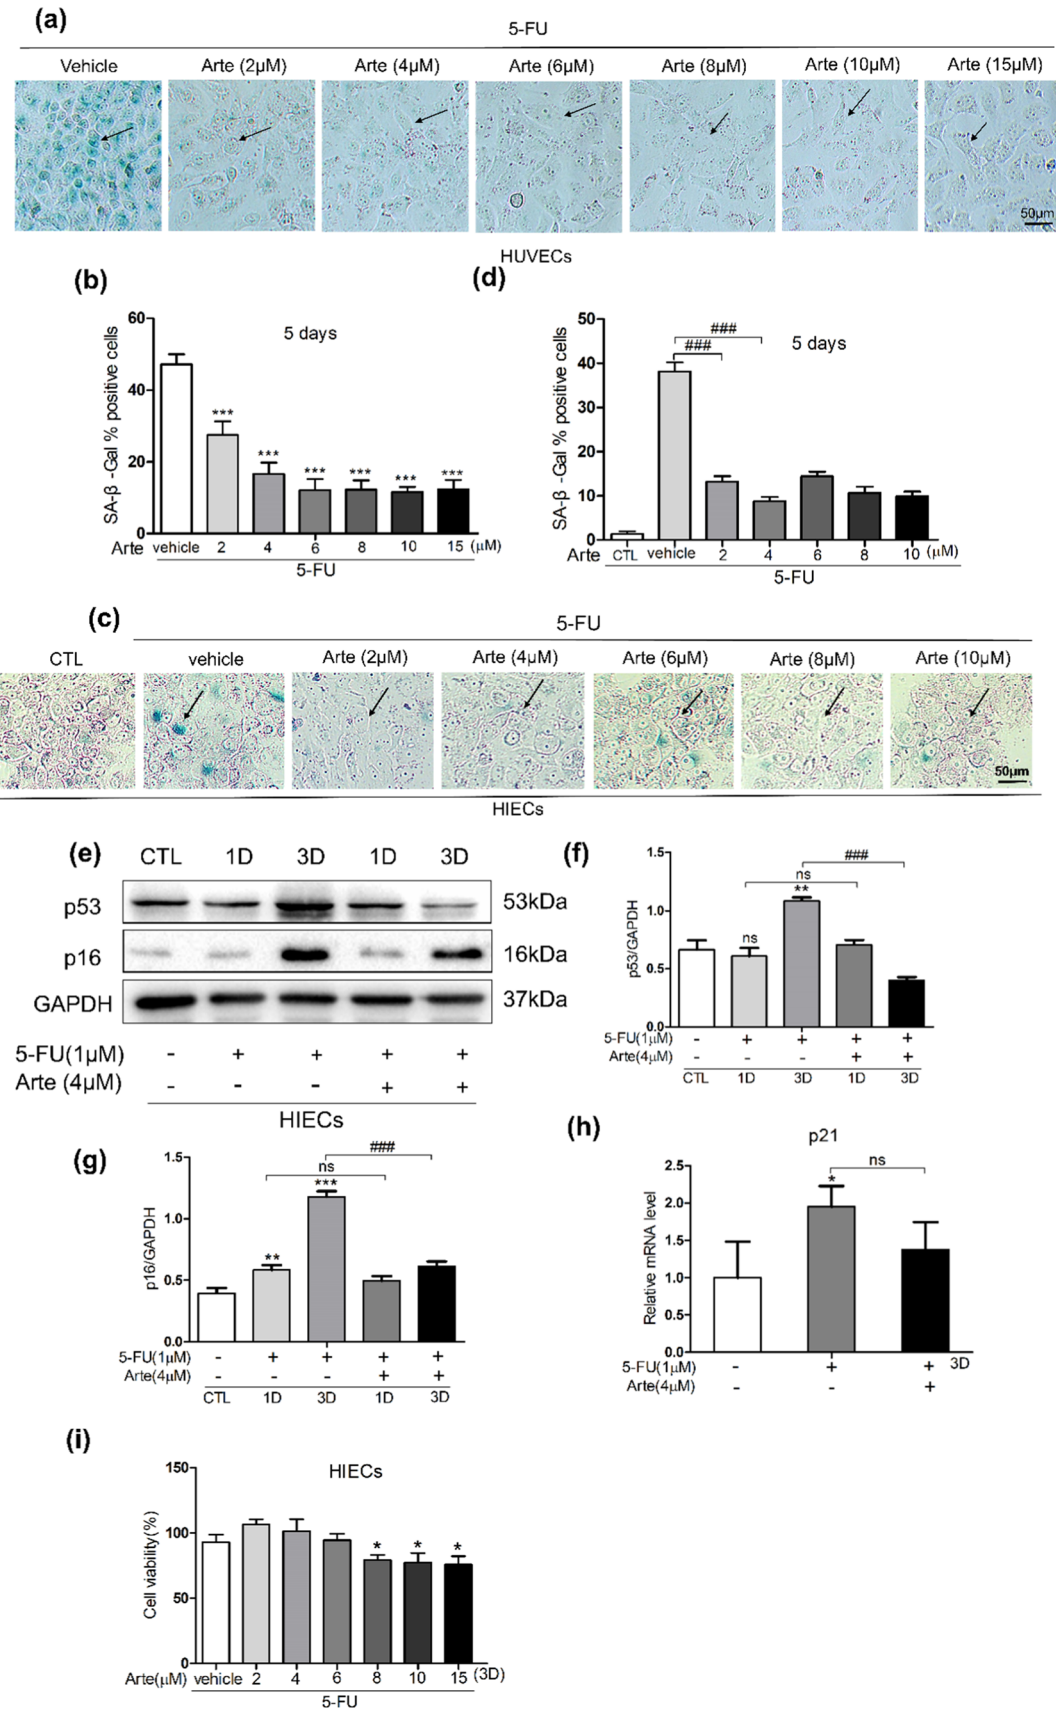 (a)
5-FU
Vehicle Arte (2μM) Arte (4μM) Arte (6μM) Arte (8μM) Arte (10μM) Arte (15μM)
50μm
HUVECs
(b)
5 days
SA-β -Gal % positive cells
60
40
20
0
*** *** *** *** *** ***
Arte vehicle 2 4 6 8 10 15 (μM)
5-FU
(d)
5 days
SA-β -Gal % positive cells
50
40
30
20
10
0
###
###
Arte CTL vehicle 2 4 6 8 10 (μM)
5-FU
(c)
5-FU
CTL vehicle Arte (2μM) Arte (4μM) Arte (6μM) Arte (8μM) Arte (10μM)
50μm
HIECs
(e)
CTL 1D 3D 1D 3D
p53 53kDa
p16 16kDa
GAPDH 37kDa
5-FU(1μM) - + + + +
Arte (4μM) - - - + +
HIECs
(f)
p53/GAPDH
1.5
1.0
0.5
0.0
###
ns
**
ns
5-FU(1μM) - + + + +
Arte(4μM) - - - + +
CTL 1D 3D 1D 3D
(g)
p16/GAPDH
1.5
1.0
0.5
0.0
###
ns
***
**
5-FU(1μM) - + + + +
Arte(4μM) - - - + +
CTL 1D 3D 1D 3D
(h)
p21
Relative mRNA level
2.5
2.0
1.5
1.0
0.5
0.0
ns
*
5-FU(1μM) - + + 3D
Arte(4μM) - - +
(i)
HIECs
Cell viability(%)
150
100
50
0
* * *
Arte(μM) vehicle 2 4 6 8 10 15 (3D)
5-FU